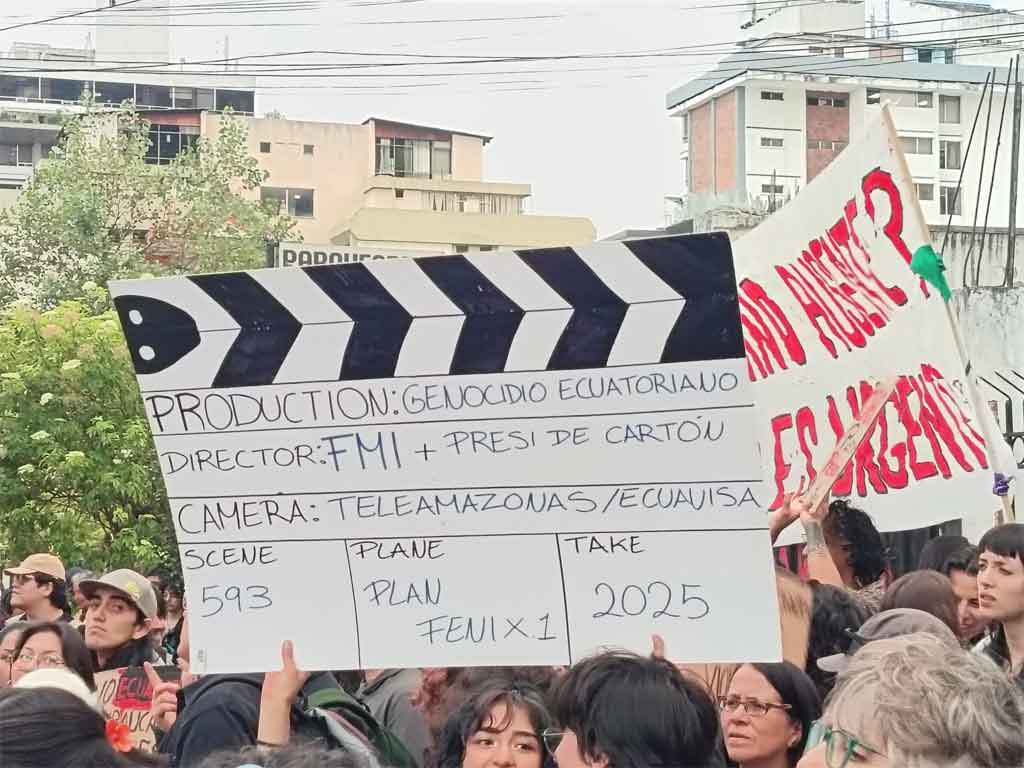 PARQUE
PRODUCTION: GENOCIDIO ECUATORIANO
DIRECTOR: FMI + PRESI DE CARTÓN
CAMERA: TELEAMAZONAS / ECUAVISA
SCENE
593
PLANE
PLAN
FENIX.1
TAKE
2025
AUSENTE?
ES URGENTE